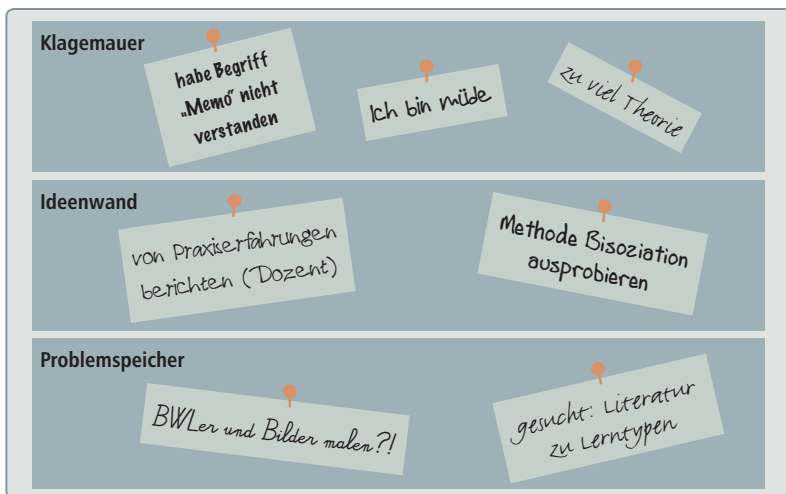 Klagemauer
habe Begriff
„Memo“ nicht
verstanden
Ich bin müde
zu viel Theorie
Ideenwand
von Praxiserfahrungen
berichten (Dozent)
Methode Bisoziation
ausprobieren
Problemspeicher
BWLer und Bilder malen?!
gesucht: Literatur
zu Lerntypen